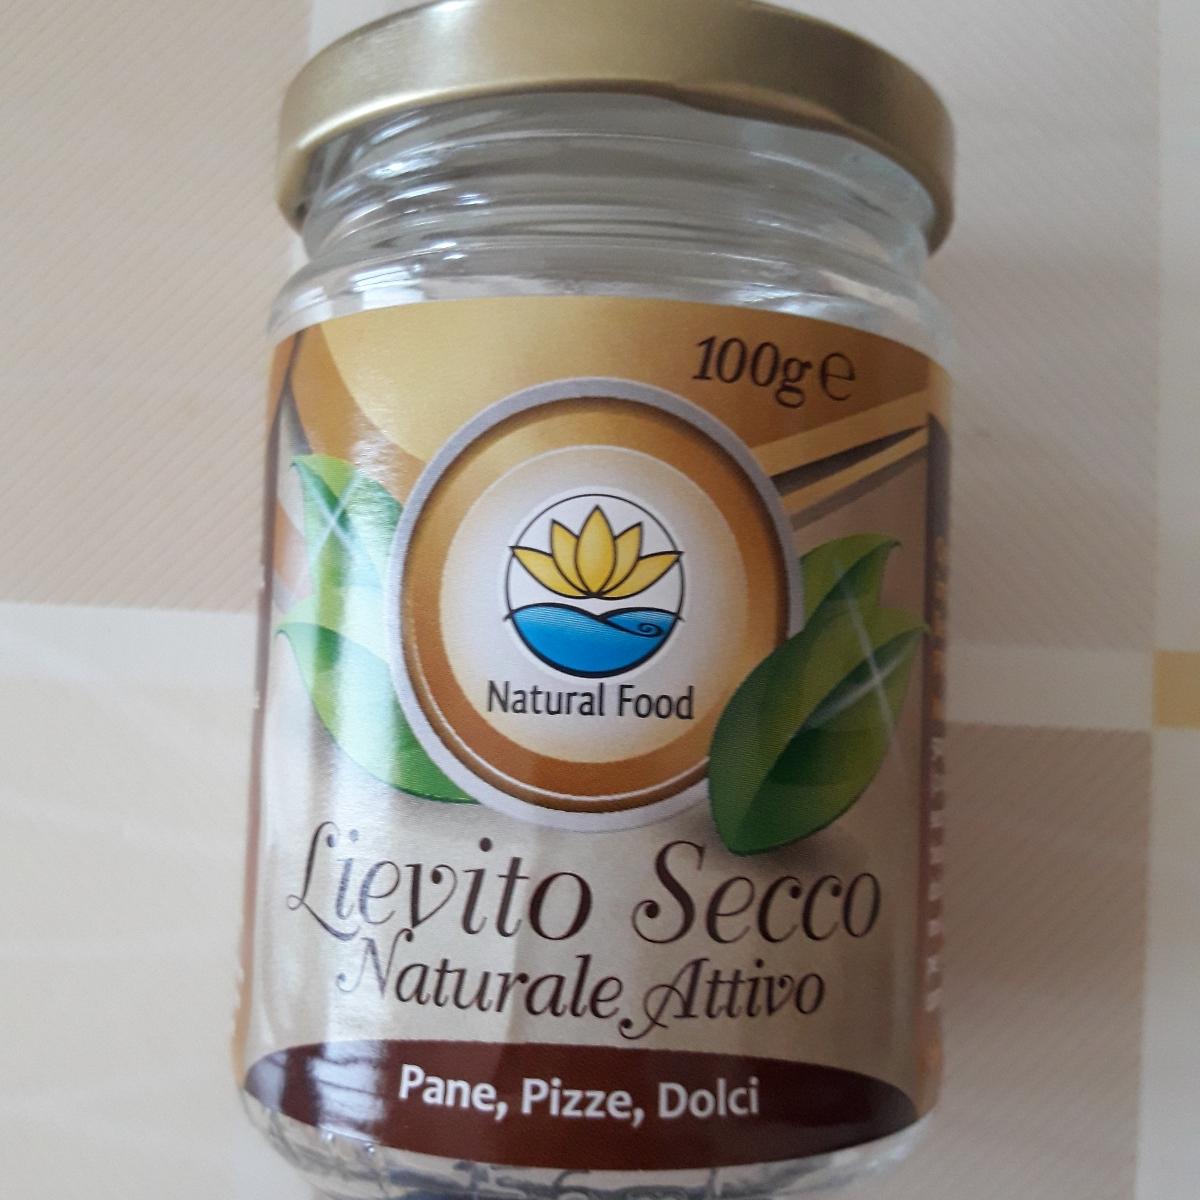 100g ℮
Natural Food
Lievito Secco
Naturale Attivo
Pane, Pizze, Dolci